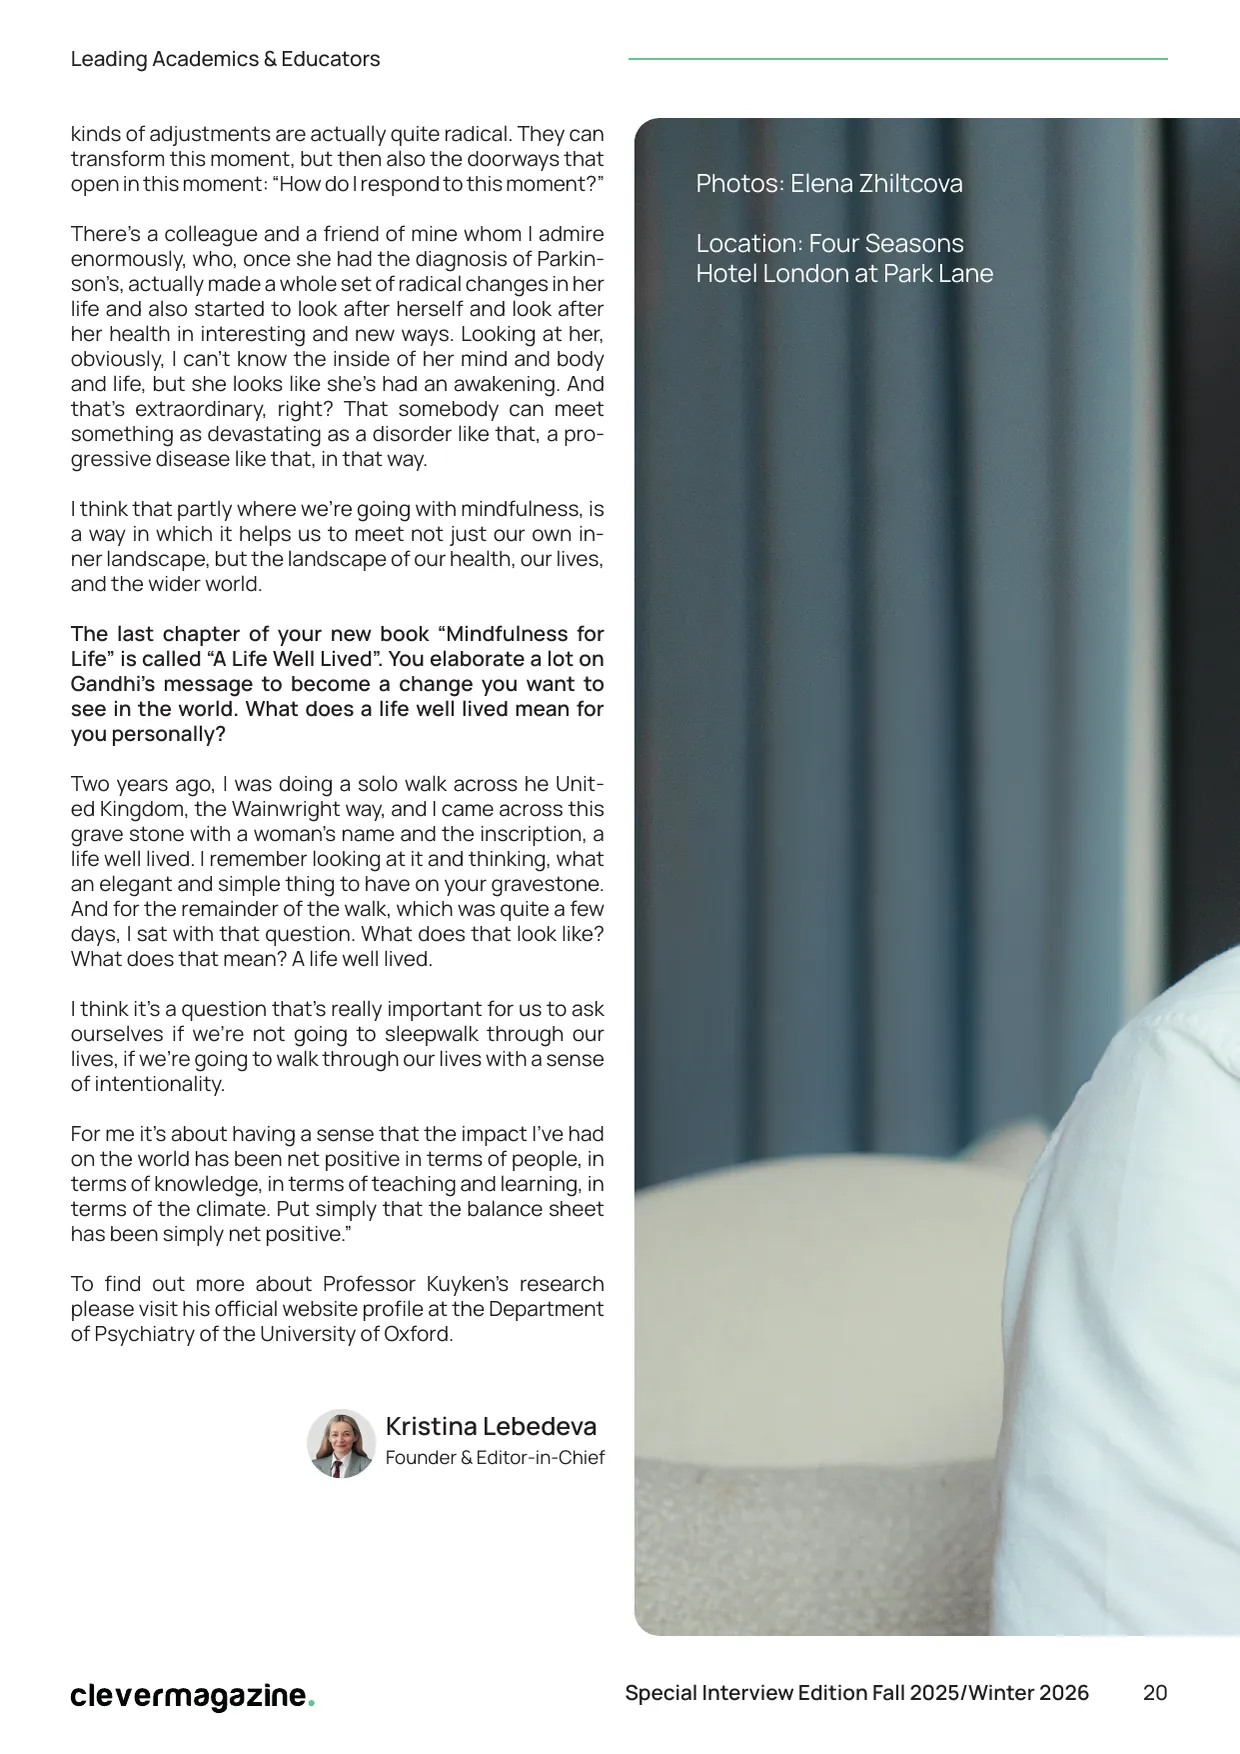 Leading Academics & Educators
kinds of adjustments are actually quite radical. They can
transform this moment, but then also the doorways that
open in this moment: “How do I respond to this moment?”
There’s a colleague and a friend of mine whom I admire
enormously, who, once she had the diagnosis of Parkin-
son’s, actually made a whole set of radical changes in her
life and also started to look after herself and look after
her health in interesting and new ways. Looking at her,
obviously, I can’t know the inside of her mind and body
and life, but she looks like she’s had an awakening. And
that’s extraordinary, right? That somebody can meet
something as devastating as a disorder like that, a pro-
gressive disease like that, in that way.
I think that partly where we’re going with mindfulness, is
a way in which it helps us to meet not just our own in-
ner landscape, but the landscape of our health, our lives,
and the wider world.
The last chapter of your new book “Mindfulness for
Life” is called “A Life Well Lived”. You elaborate a lot on
Gandhi’s message to become a change you want to
see in the world. What does a life well lived mean for
you personally?
Two years ago, I was doing a solo walk across he Unit-
ed Kingdom, the Wainwright way, and I came across this
grave stone with a woman’s name and the inscription, a
life well lived. I remember looking at it and thinking, what
an elegant and simple thing to have on your gravestone.
And for the remainder of the walk, which was quite a few
days, I sat with that question. What does that look like?
What does that mean? A life well lived.
I think it’s a question that’s really important for us to ask
ourselves if we’re not going to sleepwalk through our
lives, if we’re going to walk through our lives with a sense
of intentionality.
For me it’s about having a sense that the impact I’ve had
on the world has been net positive in terms of people, in
terms of knowledge, in terms of teaching and learning, in
terms of the climate. Put simply that the balance sheet
has been simply net positive.”
To find out more about Professor Kuyken’s research
please visit his official website profile at the Department
of Psychiatry of the University of Oxford.
Kristina Lebedeva
Founder & Editor-in-Chief
Photos: Elena Zhiltcova
Location: Four Seasons
Hotel London at Park Lane
clevermagazine.
Special Interview Edition Fall 2025/Winter 2026
20